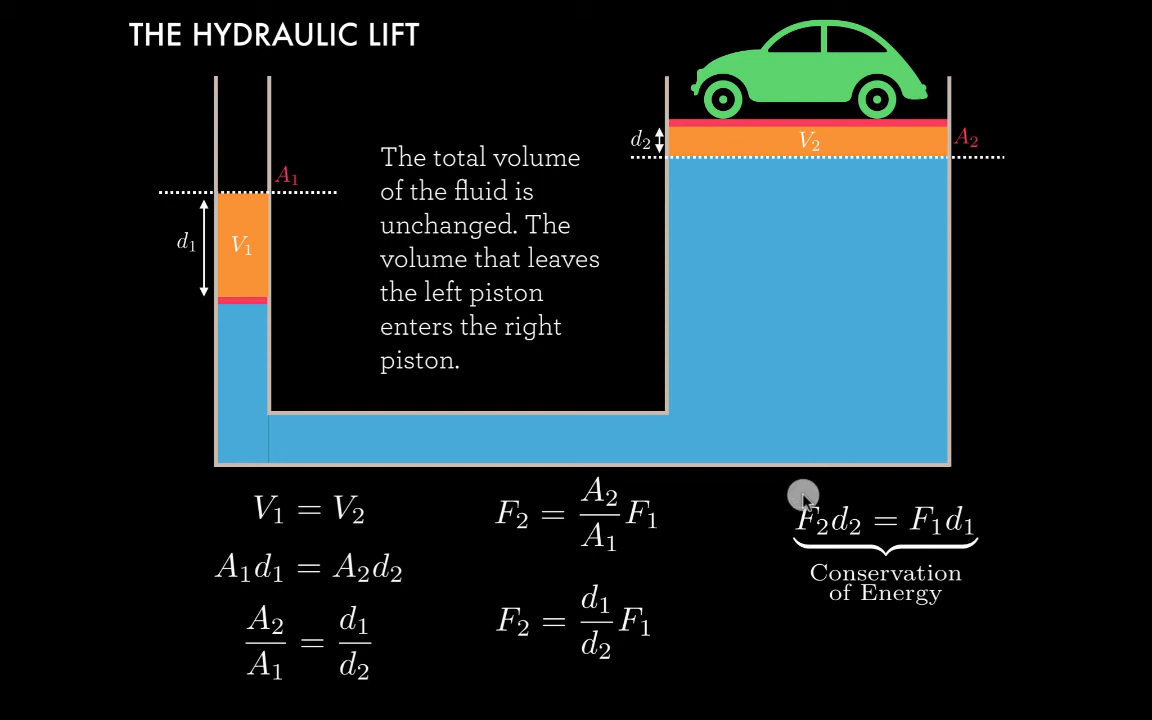 THE HYDRAULIC LIFT
d₂
V₂
A₂
A₁
The total volume
of the fluid is
unchanged. The
volume that leaves
the left piston
enters the right
piston.
d₁
V₁
V₁ = V₂
A₁d₁ = A₂d₂
A₂/A₁ = d₁/d₂
F₂ = A₂/A₁ F₁
F₂ = d₁/d₂ F₁
F₂d₂ = F₁d₁
Conservation
of Energy